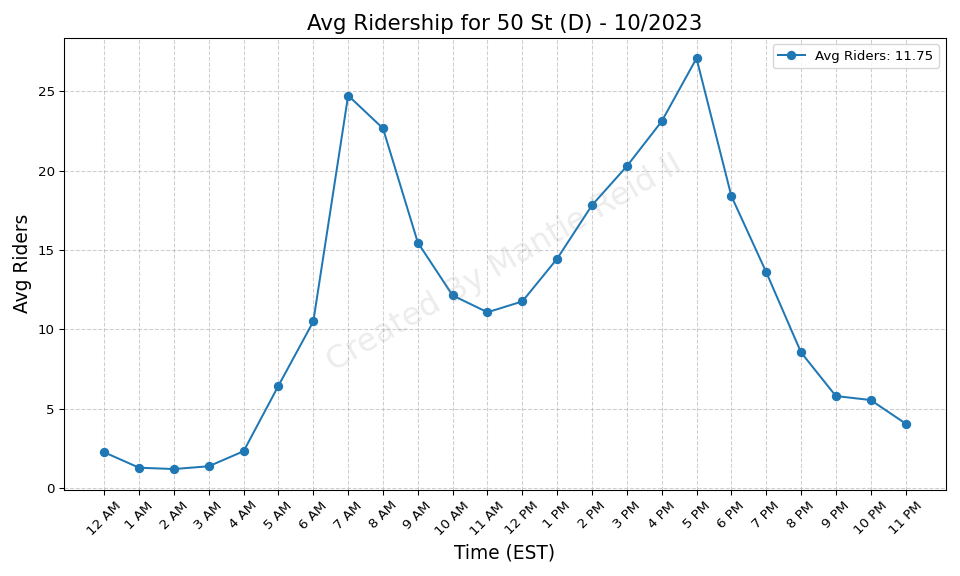 Avg Ridership for 50 St (D) - 10/2023
Avg Riders: 11.75
Avg Riders
25
20
15
10
5
0
Created By Mantie Reid II
12 AM
1 AM
2 AM
3 AM
4 AM
5 AM
6 AM
7 AM
8 AM
9 AM
10 AM
11 AM
12 PM
1 PM
2 PM
3 PM
4 PM
5 PM
6 PM
7 PM
8 PM
9 PM
10 PM
11 PM
Time (EST)